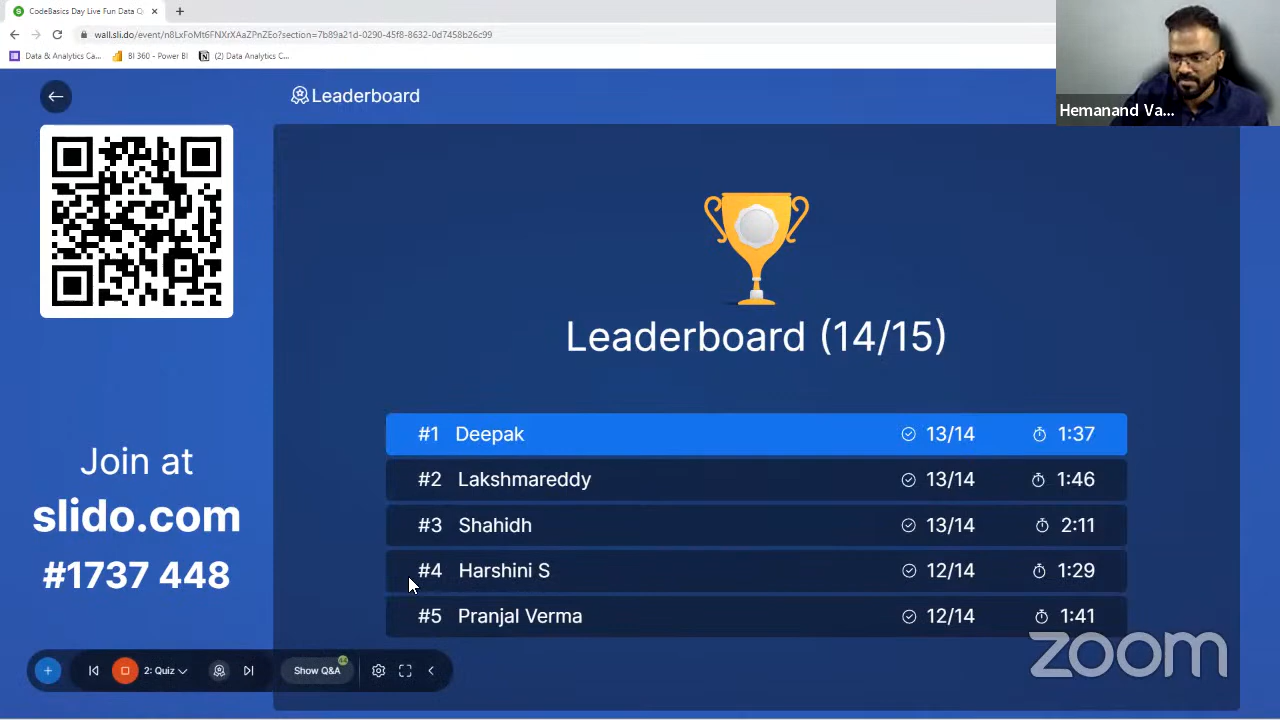 CodeBasics Day Live Fun Data Q
wall.sli.do/event/n8LxFoMt6FNXrXAaZPnZEo?section=7b89a21d-0290-45f8-8632-0d7458b26c99
Data & Analytics Ca...
BI 360 - Power BI
(2) Data Analytics C...
Hemanand Va...
Leaderboard
Leaderboard (14/15)
#1 Deepak 13/14 1:37
#2 Lakshmareddy 13/14 1:46
#3 Shahidh 13/14 2:11
#4 Harshini S 12/14 1:29
#5 Pranjal Verma 12/14 1:41
Join at
slido.com
#1737 448
2: Quiz
Show Q&A
zoom